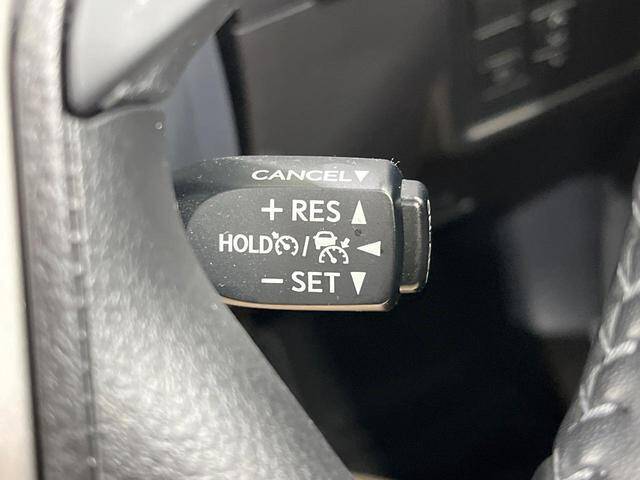 CANCEL▼
+ RES ▲
HOLD / ◀
− SET ▼